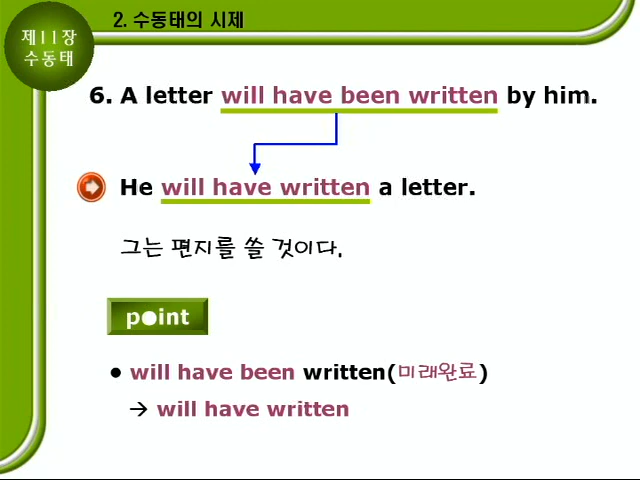 제11장
수동태
2. 수동태의 시제
6. A letter will have been written by him.
He will have written a letter.
그는 편지를 쓸 것이다.
point
• will have been written(미래완료)
→ will have written